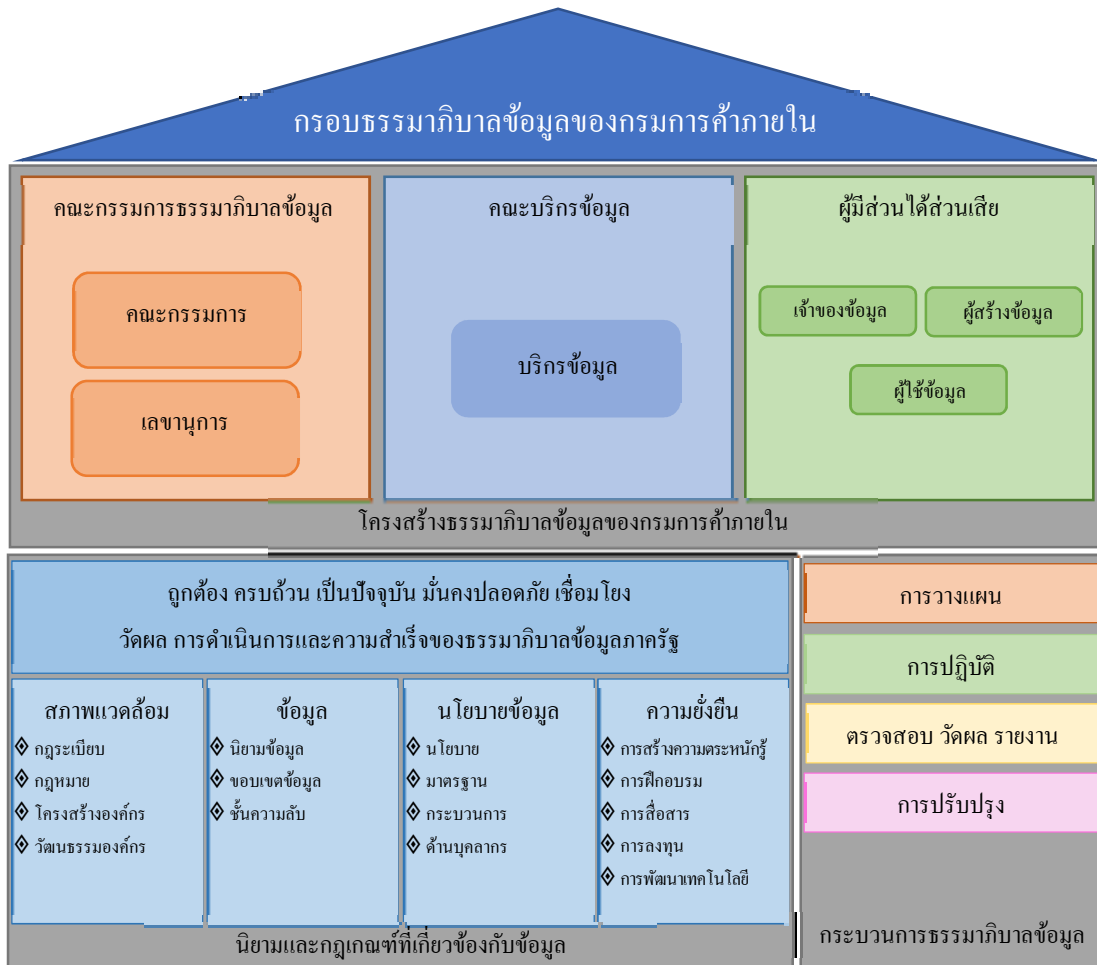 กรอบธรรมาภิบาลข้อมูลของกรมการค้าภายใน
คณะกรรมการธรรมาภิบาลข้อมูล
คณะกรรมการ
เลขานุการ
คณะบริกรข้อมูล
บริกรข้อมูล
ผู้มีส่วนได้ส่วนเสีย
เจ้าของข้อมูล
ผู้สร้างข้อมูล
ผู้ใช้ข้อมูล
โครงสร้างธรรมาภิบาลข้อมูลของกรมการค้าภายใน
ถูกต้อง ครบถ้วน เป็นปัจจุบัน มั่นคงปลอดภัย เชื่อมโยง
วัดผล การดำเนินการและความสำเร็จของธรรมาภิบาลข้อมูลภาครัฐ
สภาพแวดล้อม
กฎระเบียบ
กฎหมาย
โครงสร้างองค์กร
วัฒนธรรมองค์กร
ข้อมูล
นิยามข้อมูล
ขอบเขตข้อมูล
ชั้นความลับ
นโยบายข้อมูล
นโยบาย
มาตรฐาน
กระบวนการ
ด้านบุคลากร
ความยั่งยืน
การสร้างความตระหนักรู้
การฝึกอบรม
การสื่อสาร
การลงทุน
การพัฒนาเทคโนโลยี
นิยามและกฎเกณฑ์ที่เกี่ยวข้องกับข้อมูล
การวางแผน
การปฏิบัติ
ตรวจสอบ วัดผล รายงาน
การปรับปรุง
กระบวนการธรรมาภิบาลข้อมูล